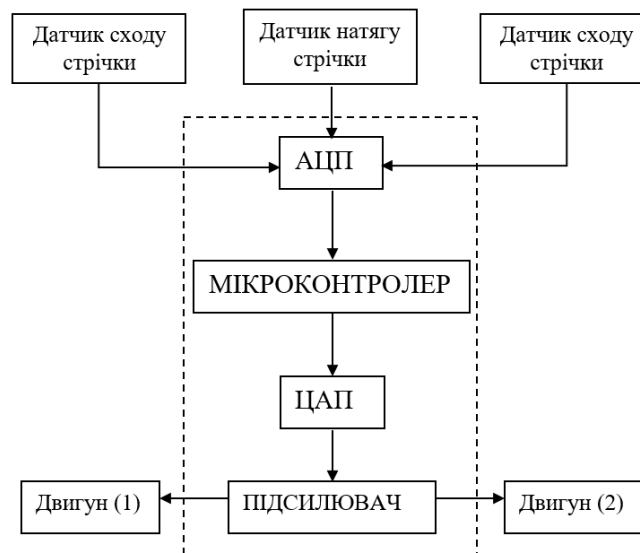 Датчик сходу
стрічки
Датчик натягу
стрічки
Датчик сходу
стрічки
АЦП
МІКРОКОНТРОЛЕР
ЦАП
Двигун (1)
ПІДСИЛЮВАЧ
Двигун (2)